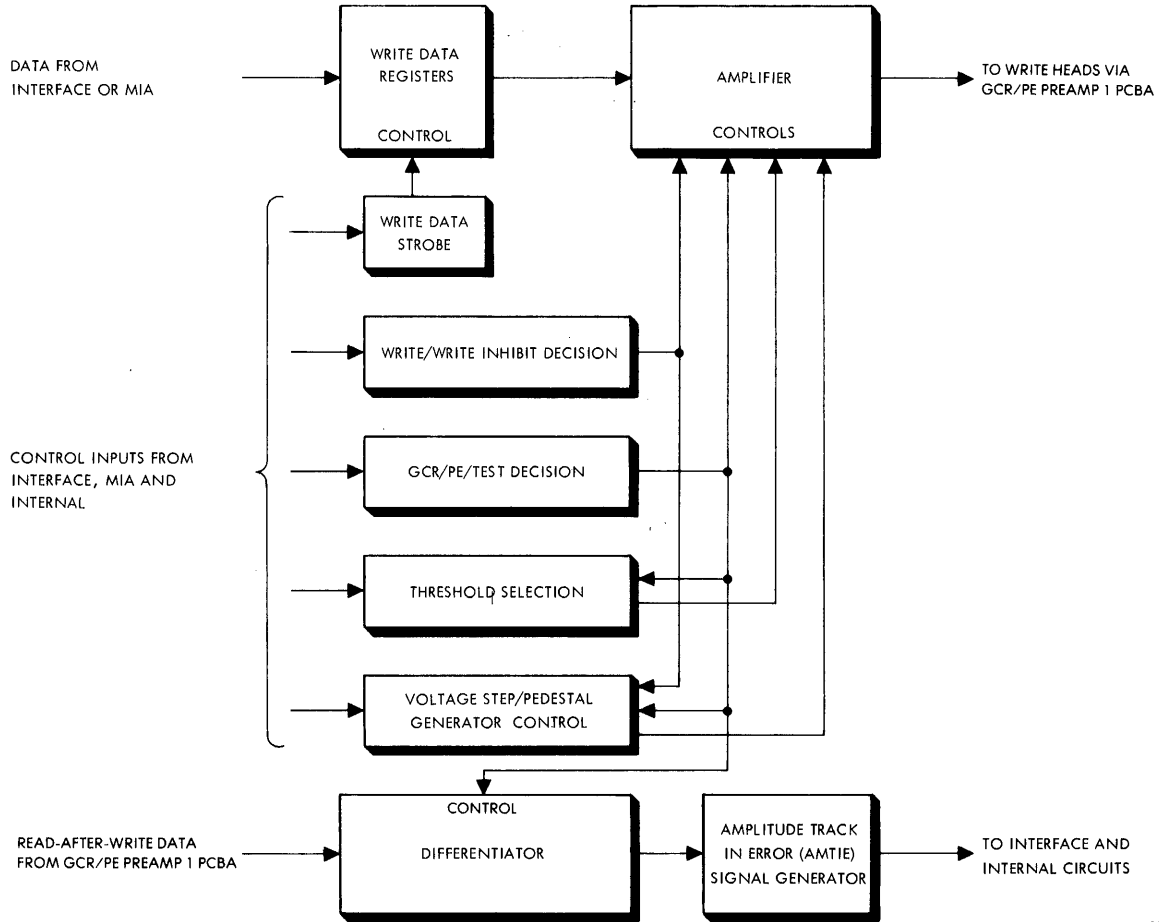 DATA FROM
INTERFACE OR MIA
WRITE DATA
REGISTERS
CONTROL
AMPLIFIER
CONTROLS
TO WRITE HEADS VIA
GCR/PE PREAMP 1 PCBA
WRITE DATA
STROBE
WRITE/WRITE INHIBIT DECISION
CONTROL INPUTS FROM
INTERFACE, MIA AND
INTERNAL
GCR/PE/TEST DECISION
THRESHOLD SELECTION
VOLTAGE STEP/PEDESTAL
GENERATOR CONTROL
READ-AFTER-WRITE DATA
FROM GCR/PE PREAMP 1 PCBA
CONTROL
DIFFERENTIATOR
AMPLITUDE TRACK
IN ERROR (AMTIE)
SIGNAL GENERATOR
TO INTERFACE AND
INTERNAL CIRCUITS